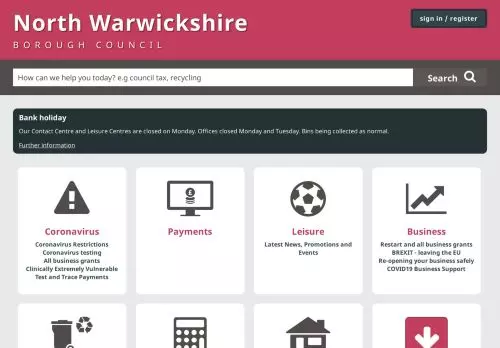 North Warwickshire
BOROUGH COUNCIL
sign in / register
How can we help you today? e.g council tax, recycling
Search
Bank holiday
Our Contact Centre and Leisure Centres are closed on Monday. Offices closed Monday and Tuesday. Bins being collected as normal.
Further information
Coronavirus
Coronavirus Restrictions
Coronavirus testing
All business grants
Clinically Extremely Vulnerable
Test and Trace Payments
£
Payments
Leisure
Latest News, Promotions and
Events
Business
Restart and all business grants
BREXIT - leaving the EU
Re-opening your business safely
COVID19 Business Support